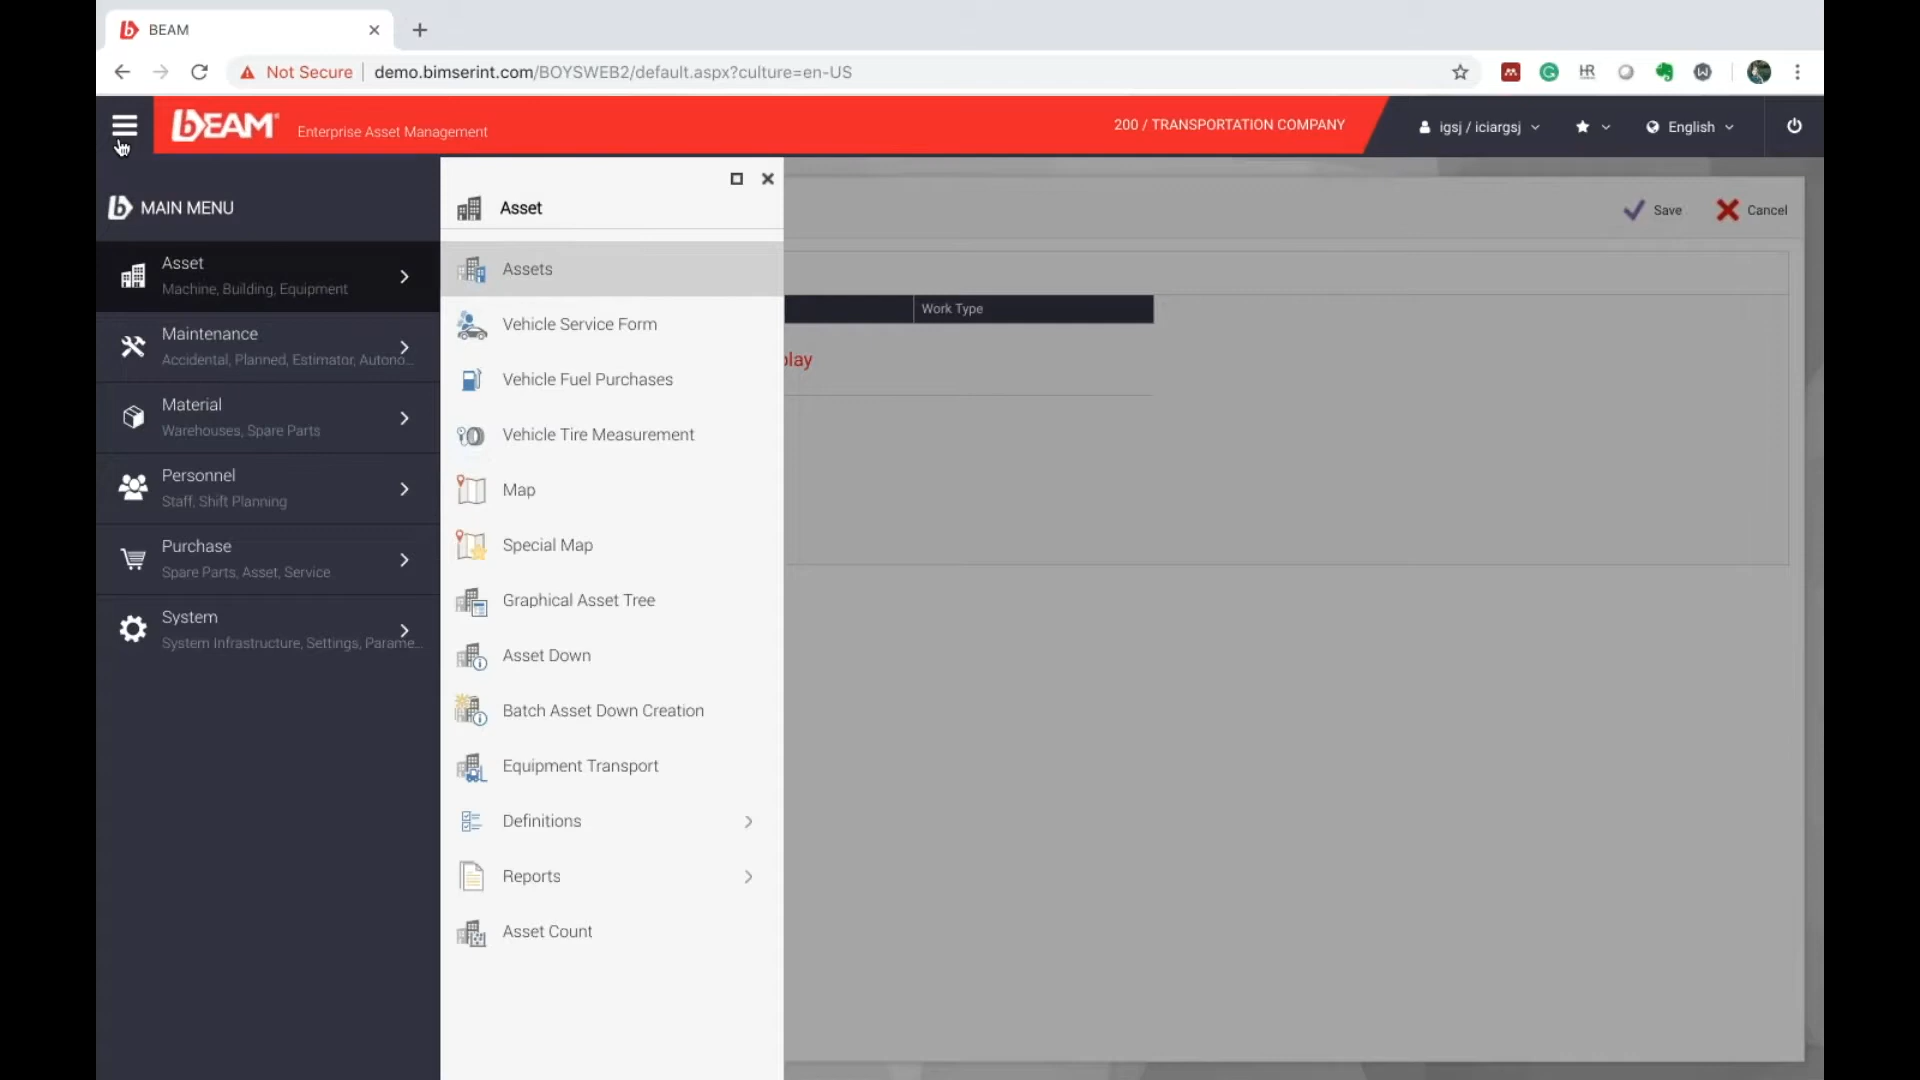 BEAM
Not Secure
demo.bimserint.com/BOYSWEB2/default.aspx?culture=en-US
HR
bEAM Enterprise Asset Management
200 / TRANSPORTATION COMPANY
igsj / iciargsj
English
MAIN MENU
Asset
Machine, Building, Equipment
Maintenance
Accidental, Planned, Estimator, Autono...
Material
Warehouses, Spare Parts
Personnel
Staff, Shift Planning
Purchase
Spare Parts, Asset, Service
System
System Infrastructure, Settings, Parame...
Asset
Assets
Vehicle Service Form
Vehicle Fuel Purchases
Vehicle Tire Measurement
Map
Special Map
Graphical Asset Tree
Asset Down
Batch Asset Down Creation
Equipment Transport
Definitions
Reports
Asset Count
Save
Cancel
Work Type